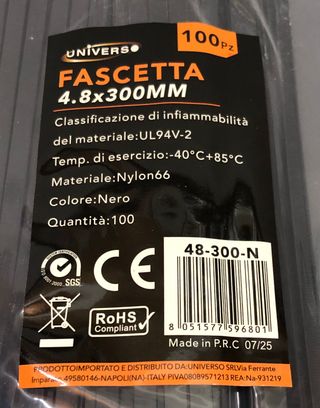 UNIVERSO
100Pz
FASCETTA
4.8x300MM
Classificazione di infiammabilità
del materiale:UL94V-2
Temp. di esercizio:-40°C+85°C
Materiale:Nylon66
Colore:Nero
Quantità:100
48-300-N
SGS
CE
RoHS
Compliant
8 051577 596801
Made in P.R.C 07/25
PRODOTTOIMPORTATO E DISTRIBUITO DA:UNIVERSO SRLVia Ferrante
Imparato 49580146-NAPOLI(NA)-ITALY PIVA08089571213 REA:Na-931219